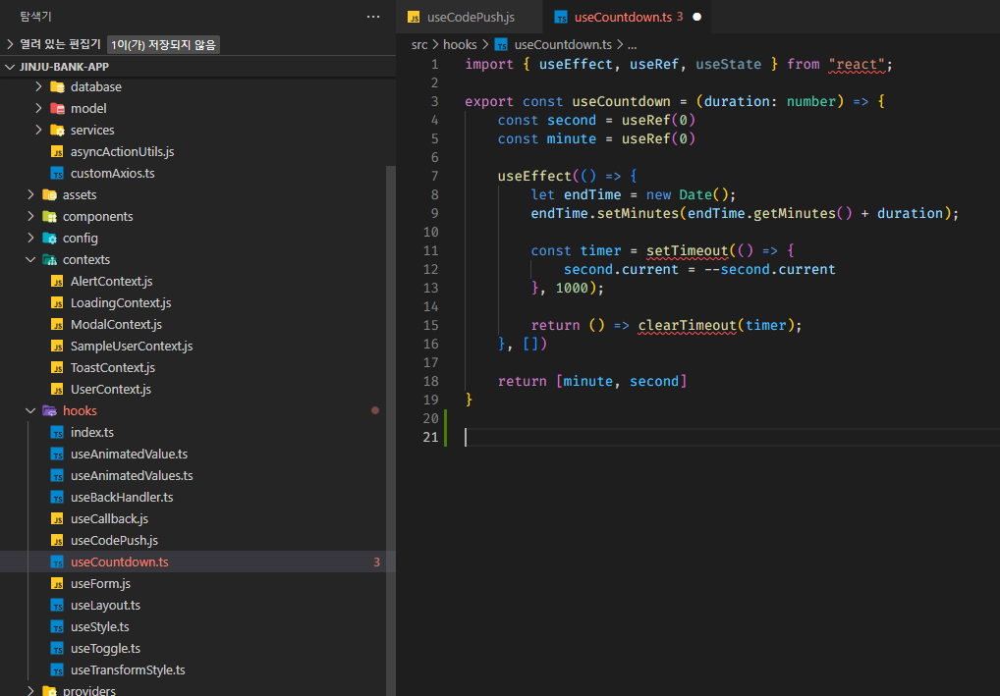 탐색기
열려 있는 편집기 1이(가) 저장되지 않음
JINJU-BANK-APP
database
model
services
asyncActionUtils.js
customAxios.ts
assets
components
config
contexts
AlertContext.js
LoadingContext.js
ModalContext.js
SampleUserContext.js
ToastContext.js
UserContext.js
hooks
index.ts
useAnimatedValue.ts
useAnimatedValues.ts
useBackHandler.ts
useCallback.js
useCodePush.js
useCountdown.ts 3
useForm.js
useLayout.ts
useStyle.ts
useToggle.ts
useTransformStyle.ts
providers
useCodePush.js useCountdown.ts 3
src > hooks > useCountdown.ts > ...
1 import { useEffect, useRef, useState } from "react";
2
3 export const useCountdown = (duration: number) => {
4 const second = useRef(0)
5 const minute = useRef(0)
6
7 useEffect(() => {
8 let endTime = new Date();
9 endTime.setMinutes(endTime.getMinutes() + duration);
10
11 const timer = setTimeout(() => {
12 second.current = --second.current
13 }, 1000);
14
15 return () => clearTimeout(timer);
16 }, [])
17
18 return [minute, second]
19 }
20
21